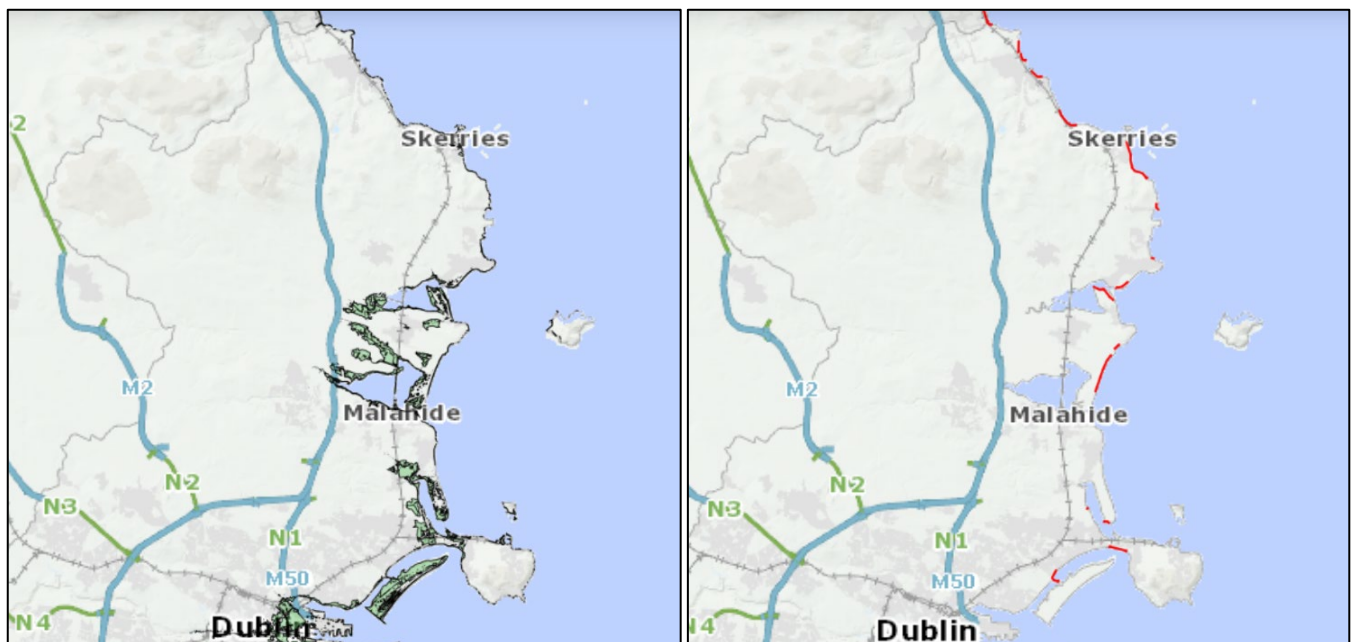 2
Skerries
M2
Malahide
N2
N3
N1
M50
N4
Dublin
Skerries
M2
Malahide
N2
N3
N1
M50
N4
Dublin